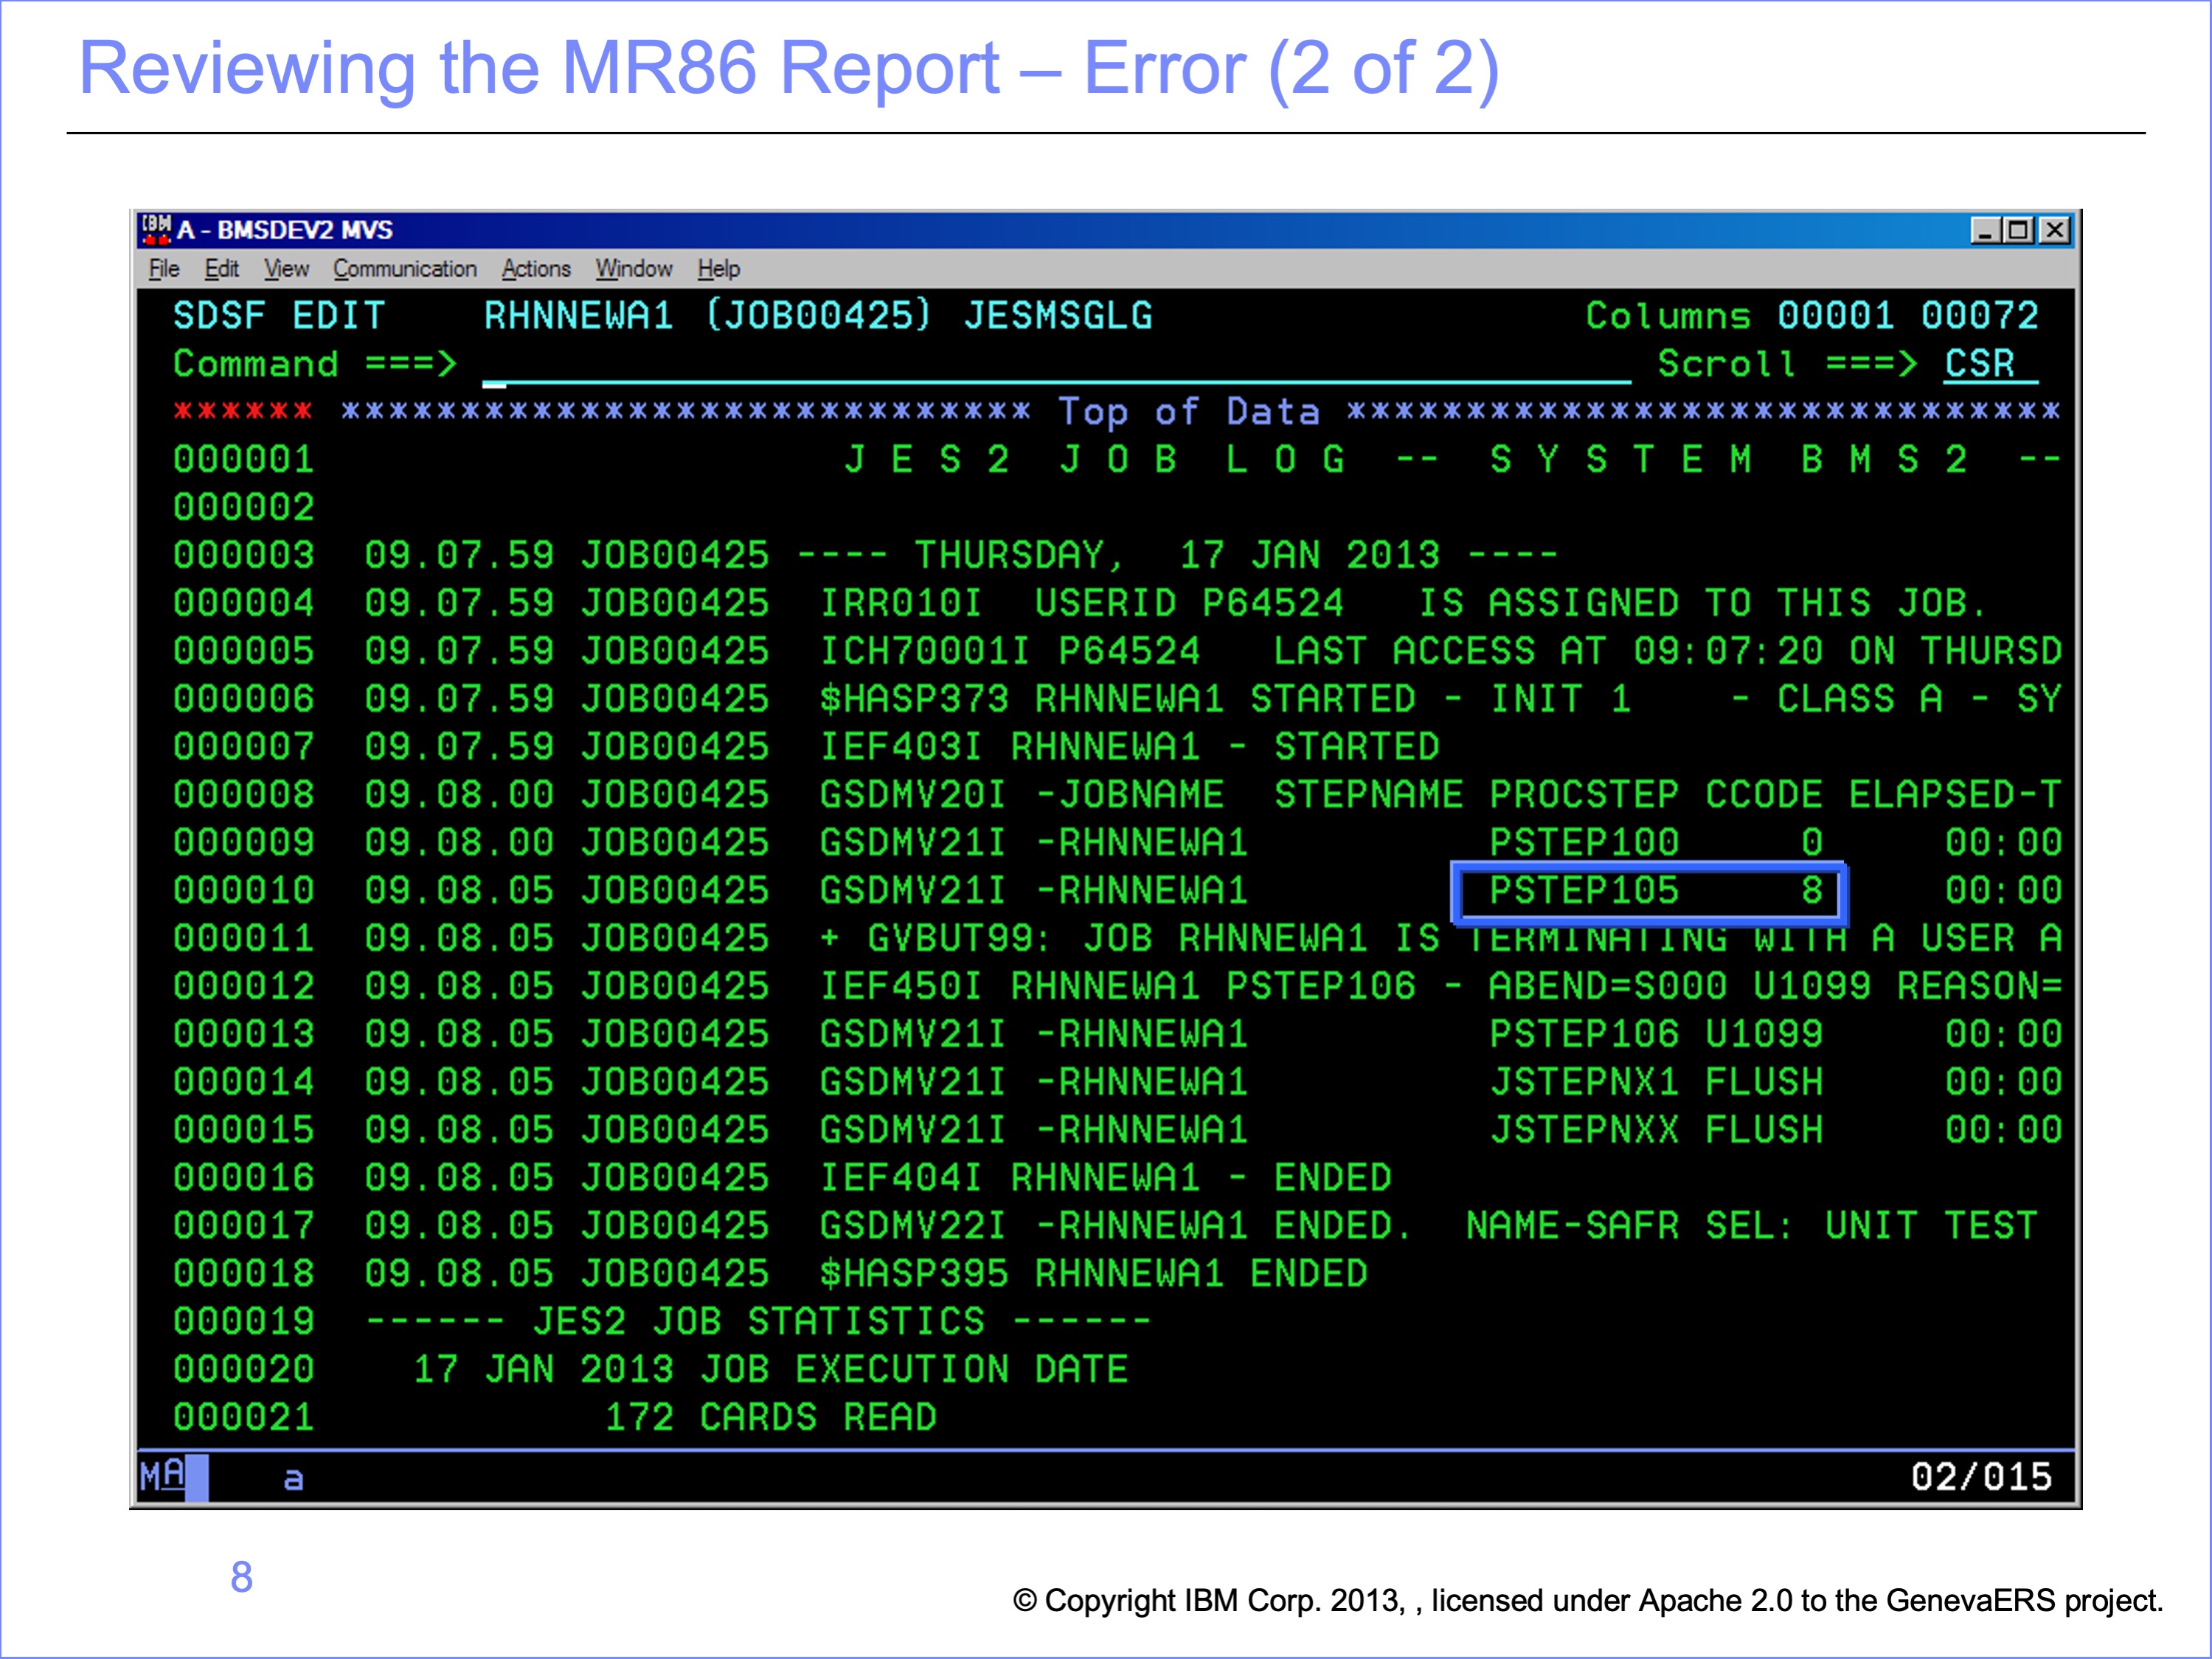 Reviewing the MR86 Report – Error (2 of 2)
IBM A - BMSDEV2 MVS
File Edit View Communication Actions Window Help
SDSF EDIT    RHNNEWA1 (JOB00425) JESMSGLG                  Columns 00001 00072
Command ===>                                                  Scroll ===> CSR
****** ***************************** Top of Data ******************************
000001                      J E S 2  J O B  L O G  --  S Y S T E M  B M S 2  --
000002
000003  09.07.59 JOB00425 ---- THURSDAY,  17 JAN 2013 ----
000004  09.07.59 JOB00425  IRR010I  USERID P64524   IS ASSIGNED TO THIS JOB.
000005  09.07.59 JOB00425  ICH70001I P64524   LAST ACCESS AT 09:07:20 ON THURSD
000006  09.07.59 JOB00425  $HASP373 RHNNEWA1 STARTED - INIT 1    - CLASS A - SY
000007  09.07.59 JOB00425  IEF403I RHNNEWA1 - STARTED
000008  09.08.00 JOB00425  GSDMV20I -JOBNAME  STEPNAME PROCSTEP CCODE ELAPSED-T
000009  09.08.00 JOB00425  GSDMV21I -RHNNEWA1          PSTEP100     0     00:00
000010  09.08.05 JOB00425  GSDMV21I -RHNNEWA1          PSTEP105     8     00:00
000011  09.08.05 JOB00425  + GVBUT99: JOB RHNNEWA1 IS TERMINATING WITH A USER A
000012  09.08.05 JOB00425  IEF450I RHNNEWA1 PSTEP106 - ABEND=S000 U1099 REASON=
000013  09.08.05 JOB00425  GSDMV21I -RHNNEWA1          PSTEP106 U1099     00:00
000014  09.08.05 JOB00425  GSDMV21I -RHNNEWA1          JSTEPNX1 FLUSH     00:00
000015  09.08.05 JOB00425  GSDMV21I -RHNNEWA1          JSTEPNXX FLUSH     00:00
000016  09.08.05 JOB00425  IEF404I RHNNEWA1 - ENDED
000017  09.08.05 JOB00425  GSDMV22I -RHNNEWA1 ENDED.  NAME-SAFR SEL: UNIT TEST
000018  09.08.05 JOB00425  $HASP395 RHNNEWA1 ENDED
000019  ------ JES2 JOB STATISTICS ------
000020    17 JAN 2013 JOB EXECUTION DATE
000021            172 CARDS READ
MA    a    02/015
8
© Copyright IBM Corp. 2013, , licensed under Apache 2.0 to the GenevaERS project.